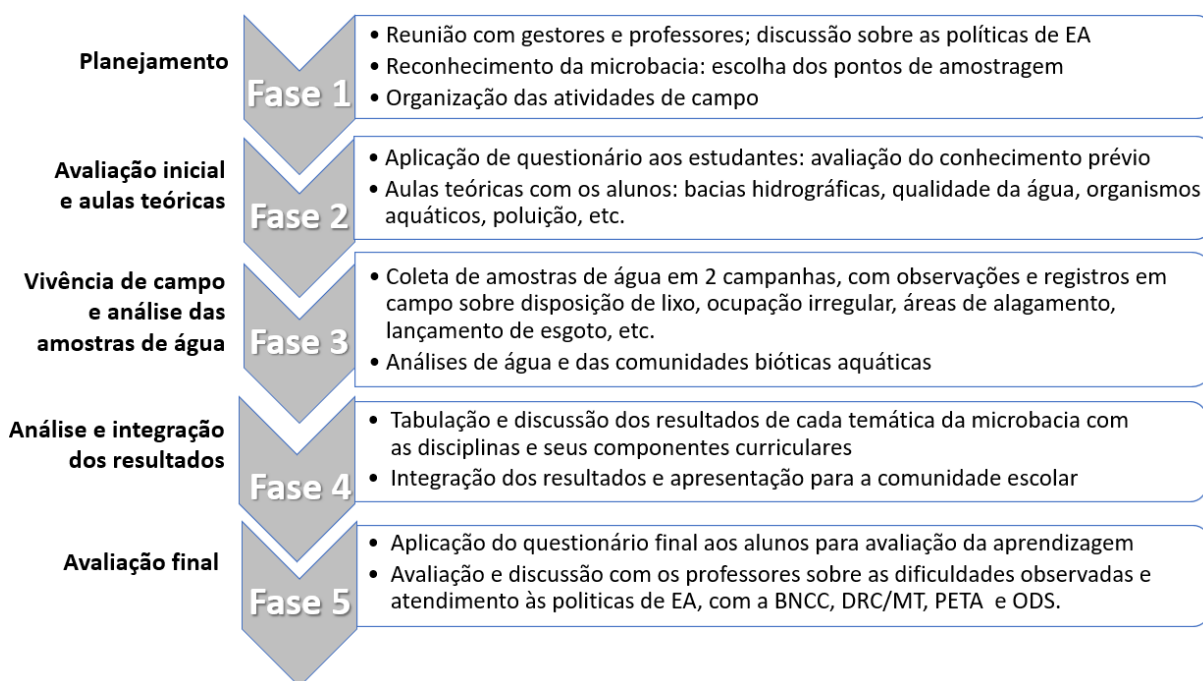 Planejamento
Fase 1
• Reunião com gestores e professores; discussão sobre as políticas de EA
• Reconhecimento da microbacia: escolha dos pontos de amostragem
• Organização das atividades de campo
Avaliação inicial
e aulas teóricas
Fase 2
• Aplicação de questionário aos estudantes: avaliação do conhecimento prévio
• Aulas teóricas com os alunos: bacias hidrográficas, qualidade da água, organismos
aquáticos, poluição, etc.
Vivência de campo
e análise das
amostras de água
Fase 3
• Coleta de amostras de água em 2 campanhas, com observações e registros em
campo sobre disposição de lixo, ocupação irregular, áreas de alagamento,
lançamento de esgoto, etc.
• Análises de água e das comunidades bióticas aquáticas
Análise e integração
dos resultados
Fase 4
• Tabulação e discussão dos resultados de cada temática da microbacia com
as disciplinas e seus componentes curriculares
• Integração dos resultados e apresentação para a comunidade escolar
Avaliação final
Fase 5
• Aplicação do questionário final aos alunos para avaliação da aprendizagem
• Avaliação e discussão com os professores sobre as dificuldades observadas e
atendimento às politicas de EA, com a BNCC, DRC/MT, PETA e ODS.